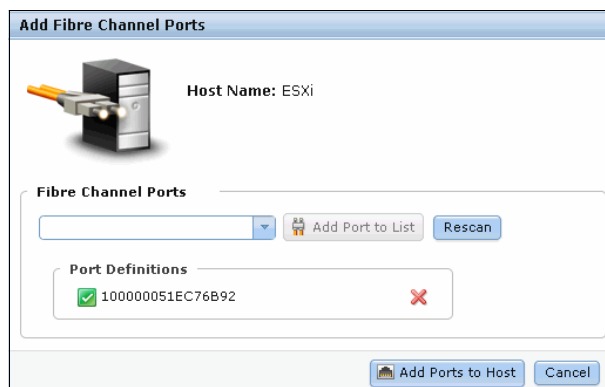 Add Fibre Channel Ports
Host Name: ESXi
Fibre Channel Ports
Add Port to List
Rescan
Port Definitions
100000051EC76B92
Add Ports to Host
Cancel